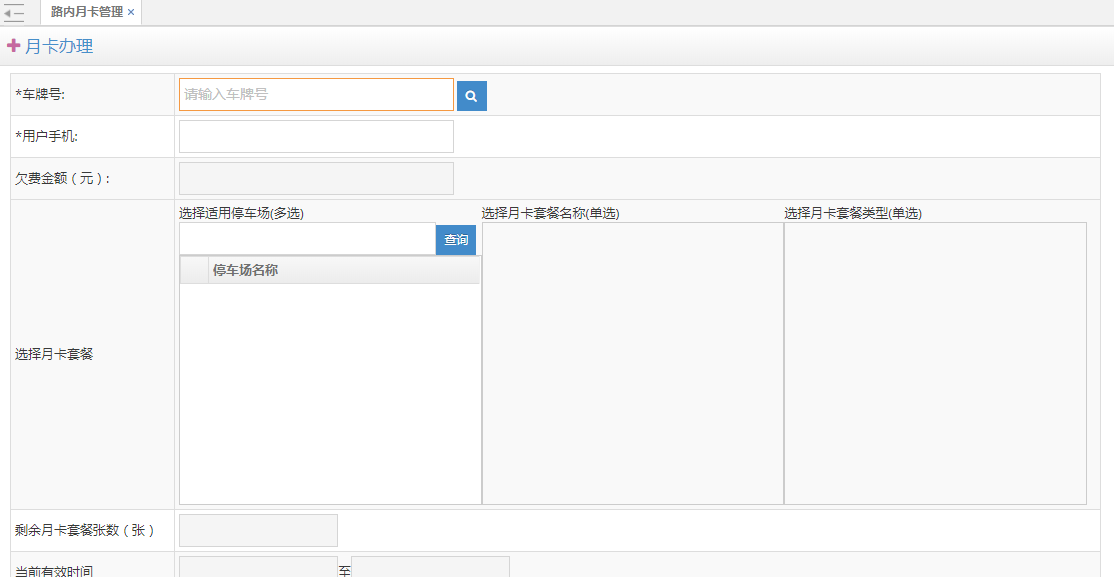 路内月卡管理 ×
月卡办理
*车牌号:
请输入车牌号
*用户手机:
欠费金额（元）:
选择月卡套餐
选择适用停车场(多选)
查询
停车场名称
选择月卡套餐名称(单选)
选择月卡套餐类型(单选)
剩余月卡套餐张数（张）
当前有效时间
至